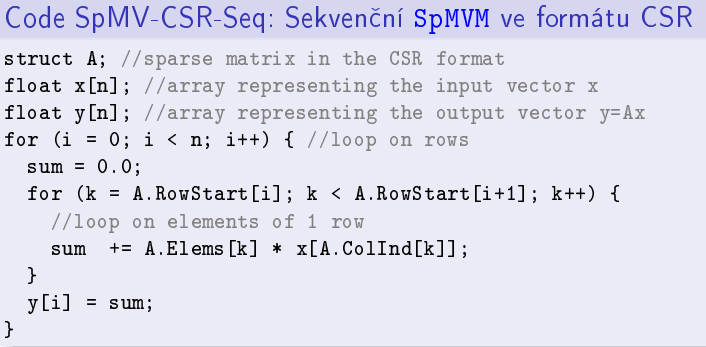 Code SpMV-CSR-Seq: Sekvenční SpMVM ve formátu CSR
struct A; //sparse matrix in the CSR format
float x[n]; //array representing the input vector x
float y[n]; //array representing the output vector y=Ax
for (i = 0; i < n; i++) { //loop on rows
  sum = 0.0;
  for (k = A.RowStart[i]; k < A.RowStart[i+1]; k++) {
    //loop on elements of 1 row
    sum  += A.Elems[k] * x[A.ColInd[k]];
  }
  y[i] = sum;
}